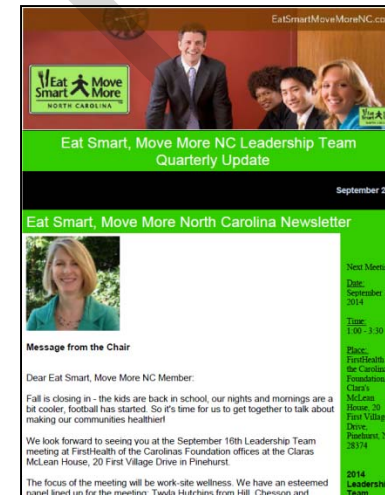 EatSmartMoveMoreNC.co
Eat Smart Move More
NORTH CAROLINA
Eat Smart, Move More NC Leadership Team
Quarterly Update
September 2
Eat Smart, Move More North Carolina Newsletter
Message from the Chair
Dear Eat Smart, Move More NC Member:
Fall is closing in - the kids are back in school, our nights and mornings are a
bit cooler, football has started. So it's time for us to get together to talk about
making our communities healthier!
We look forward to seeing you at the September 16th Leadership Team
meeting at FirstHealth of the Carolinas Foundation offices at the Claras
McLean House, 20 First Village Drive in Pinehurst.
The focus of the meeting will be work-site wellness. We have an esteemed
panel lined up for the meeting: Twyla Hutchins from Hill, Chesson and
Next Meeti
Date:
September
2014
Time:
1:00 - 3:30
Place:
FirstHealth
the Carolina
Foundation
Clara's
McLean
House, 20
First Village
Drive,
Pinehurst, N
28374
2014
Leadership
Team